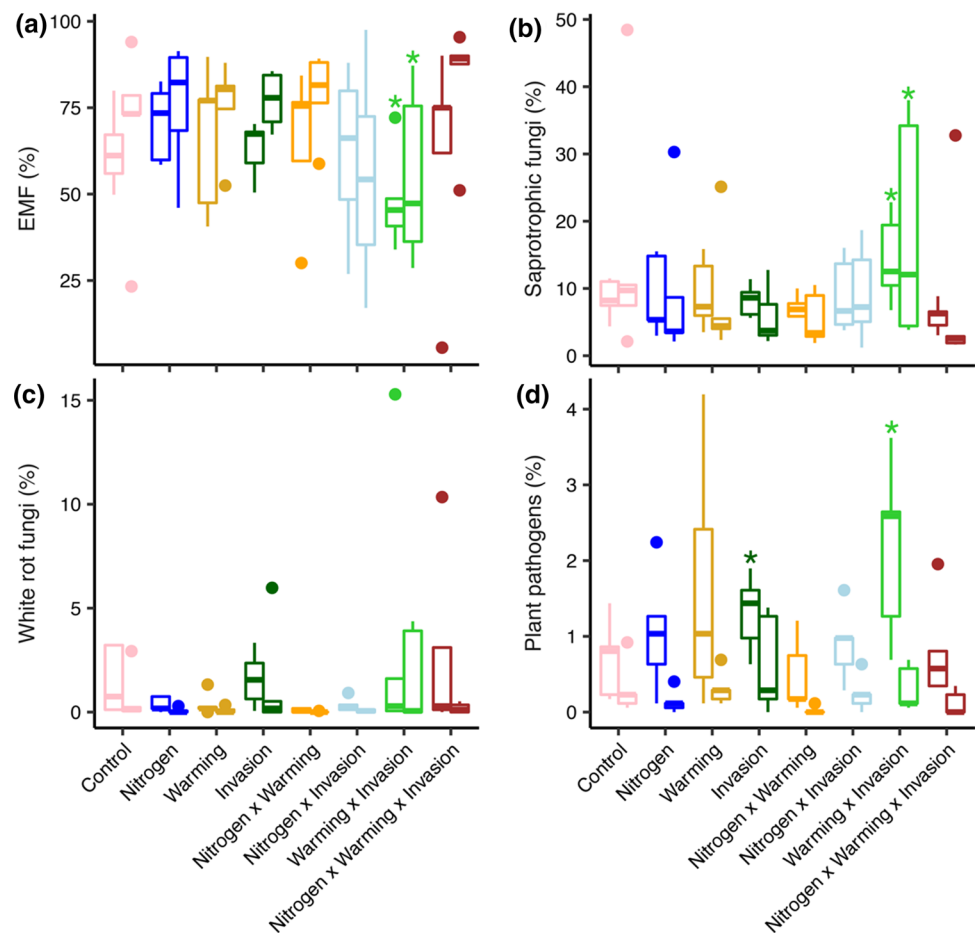 (a)
100
75
50
25
EMF (%)
*
*
(b)
50
40
30
20
10
0
Saprotrophic fungi (%)
*
*
(c)
15
10
5
0
White rot fungi (%)
Control
Nitrogen
Warming
Invasion
Nitrogen x Warming
Nitrogen x Invasion
Warming x Invasion
Nitrogen x Warming x Invasion
(d)
4
3
2
1
0
Plant pathogens (%)
*
*
Control
Nitrogen
Warming
Invasion
Nitrogen x Warming
Nitrogen x Invasion
Warming x Invasion
Nitrogen x Warming x Invasion